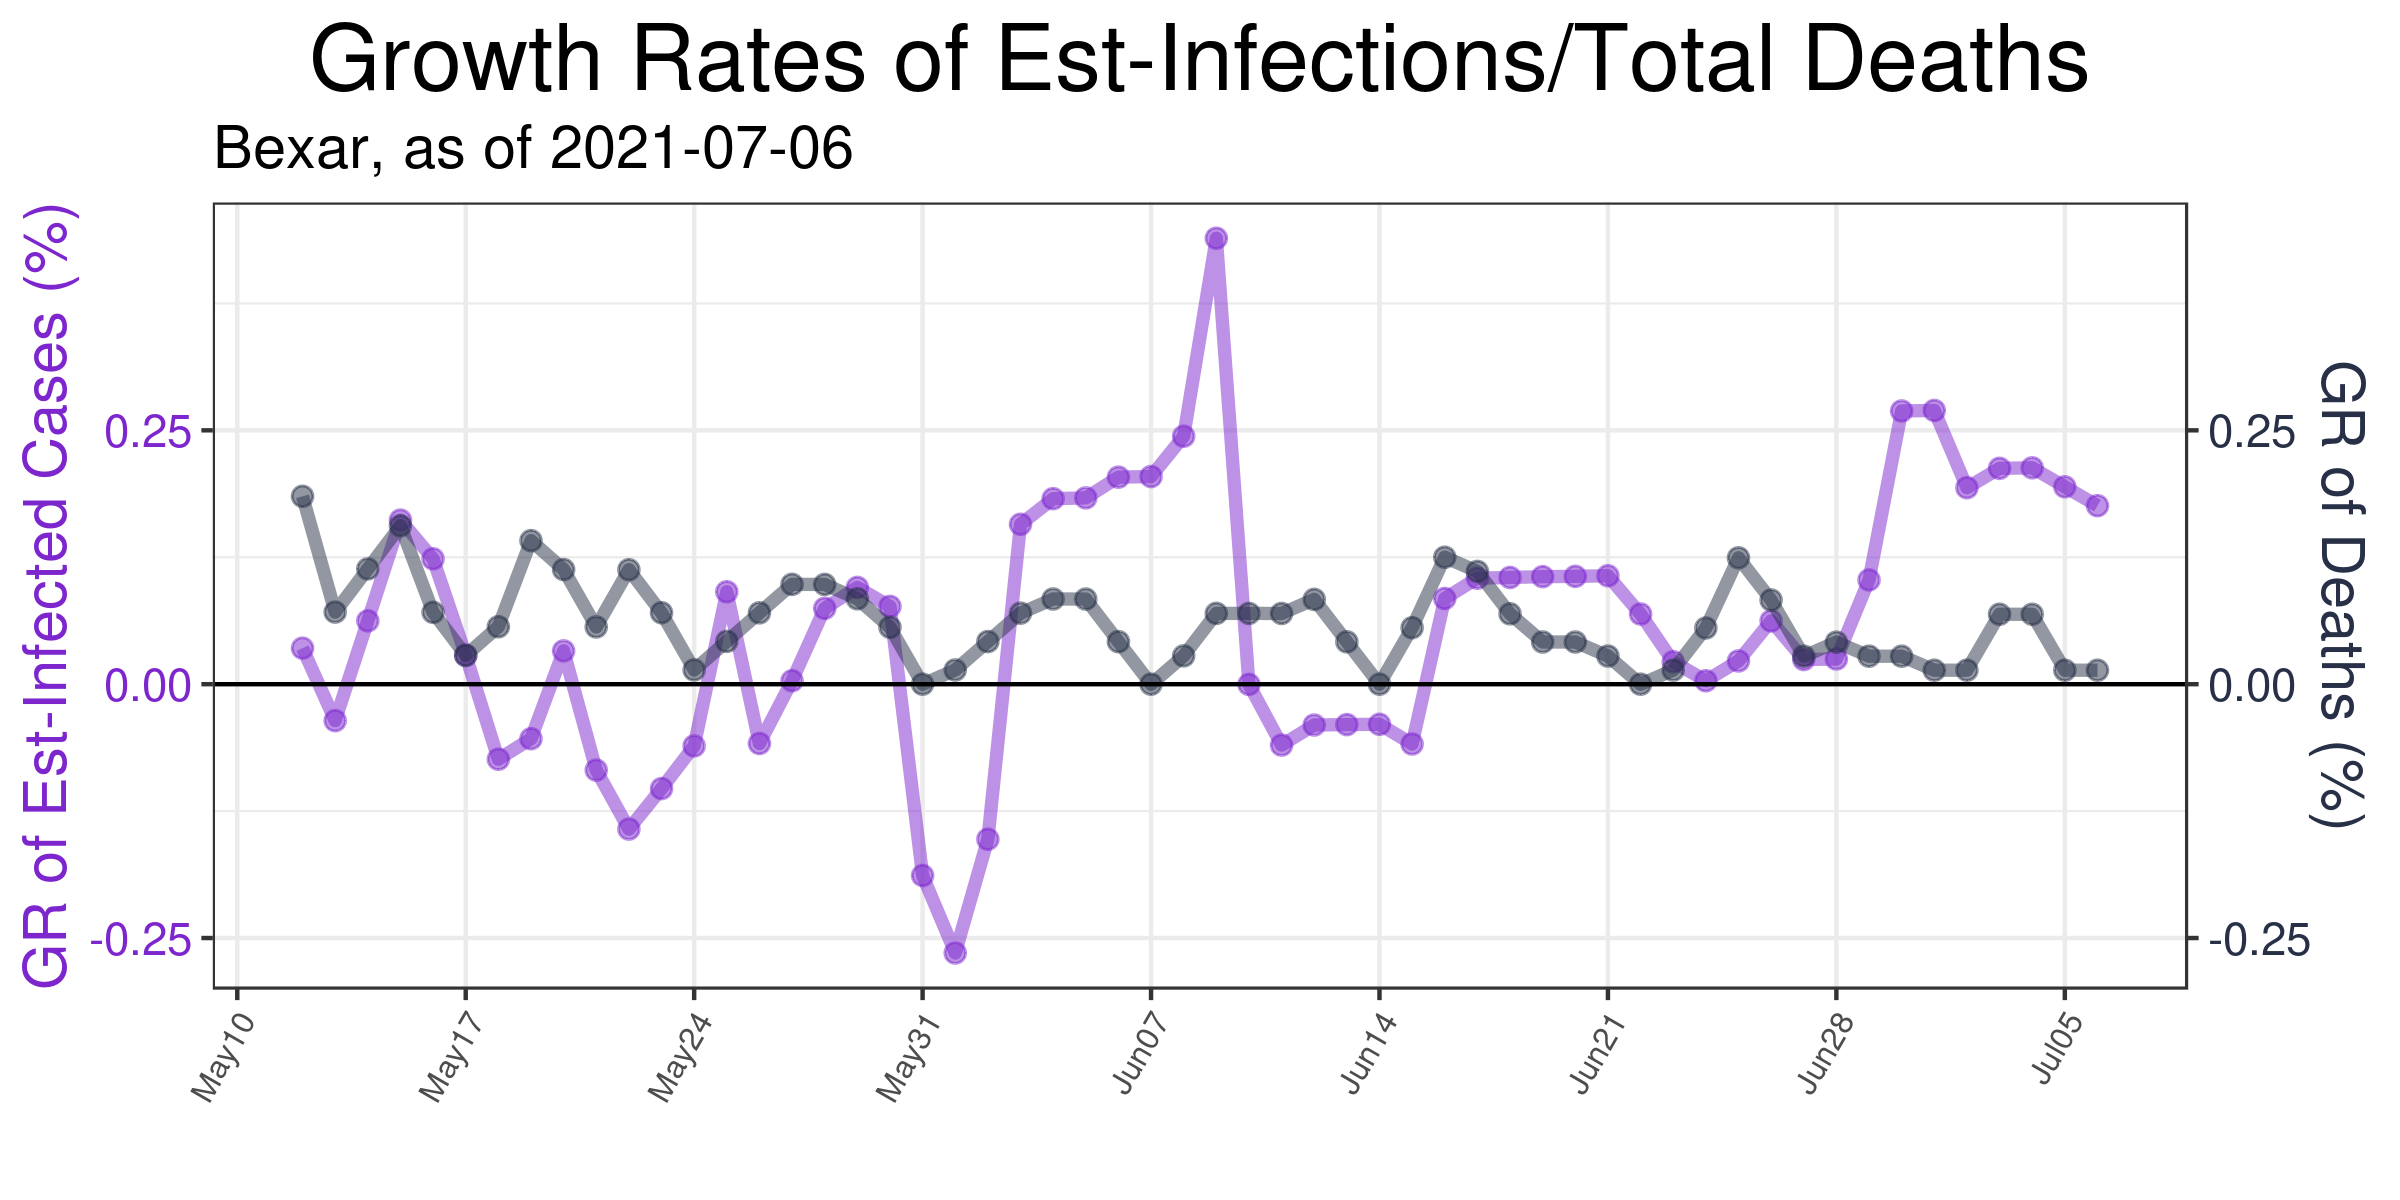 Growth Rates of Est-Infections/Total Deaths
Bexar, as of 2021-07-06
GR of Est-Infected Cases (%)
0.25
0.00
-0.25
0.25
0.00
-0.25
GR of Deaths (%)
May10
May17
May24
May31
Jun07
Jun14
Jun21
Jun28
Jul05